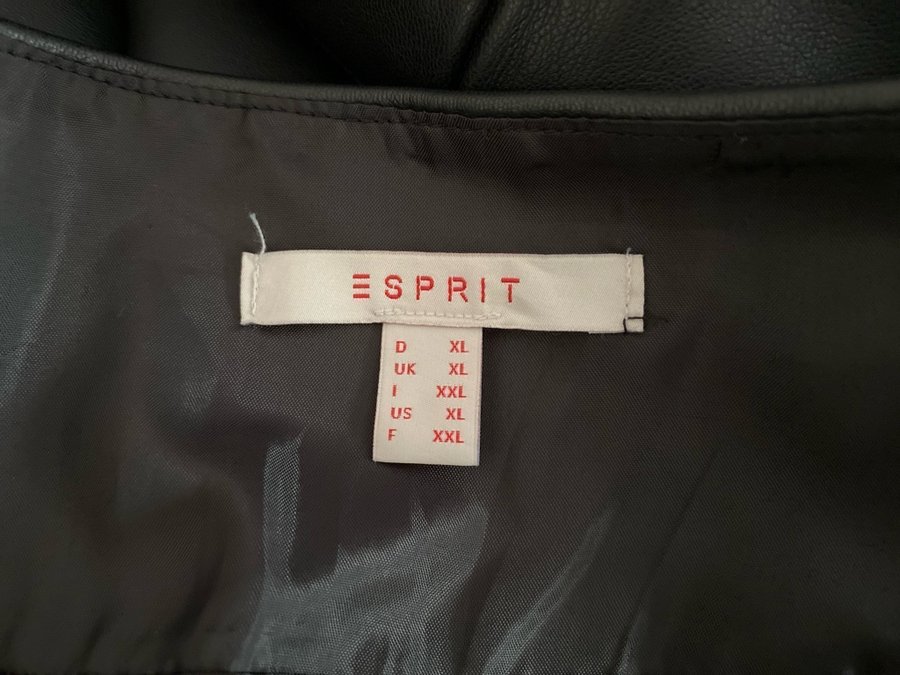 ESPRIT
D XL
UK XL
I XXL
US XL
F XXL